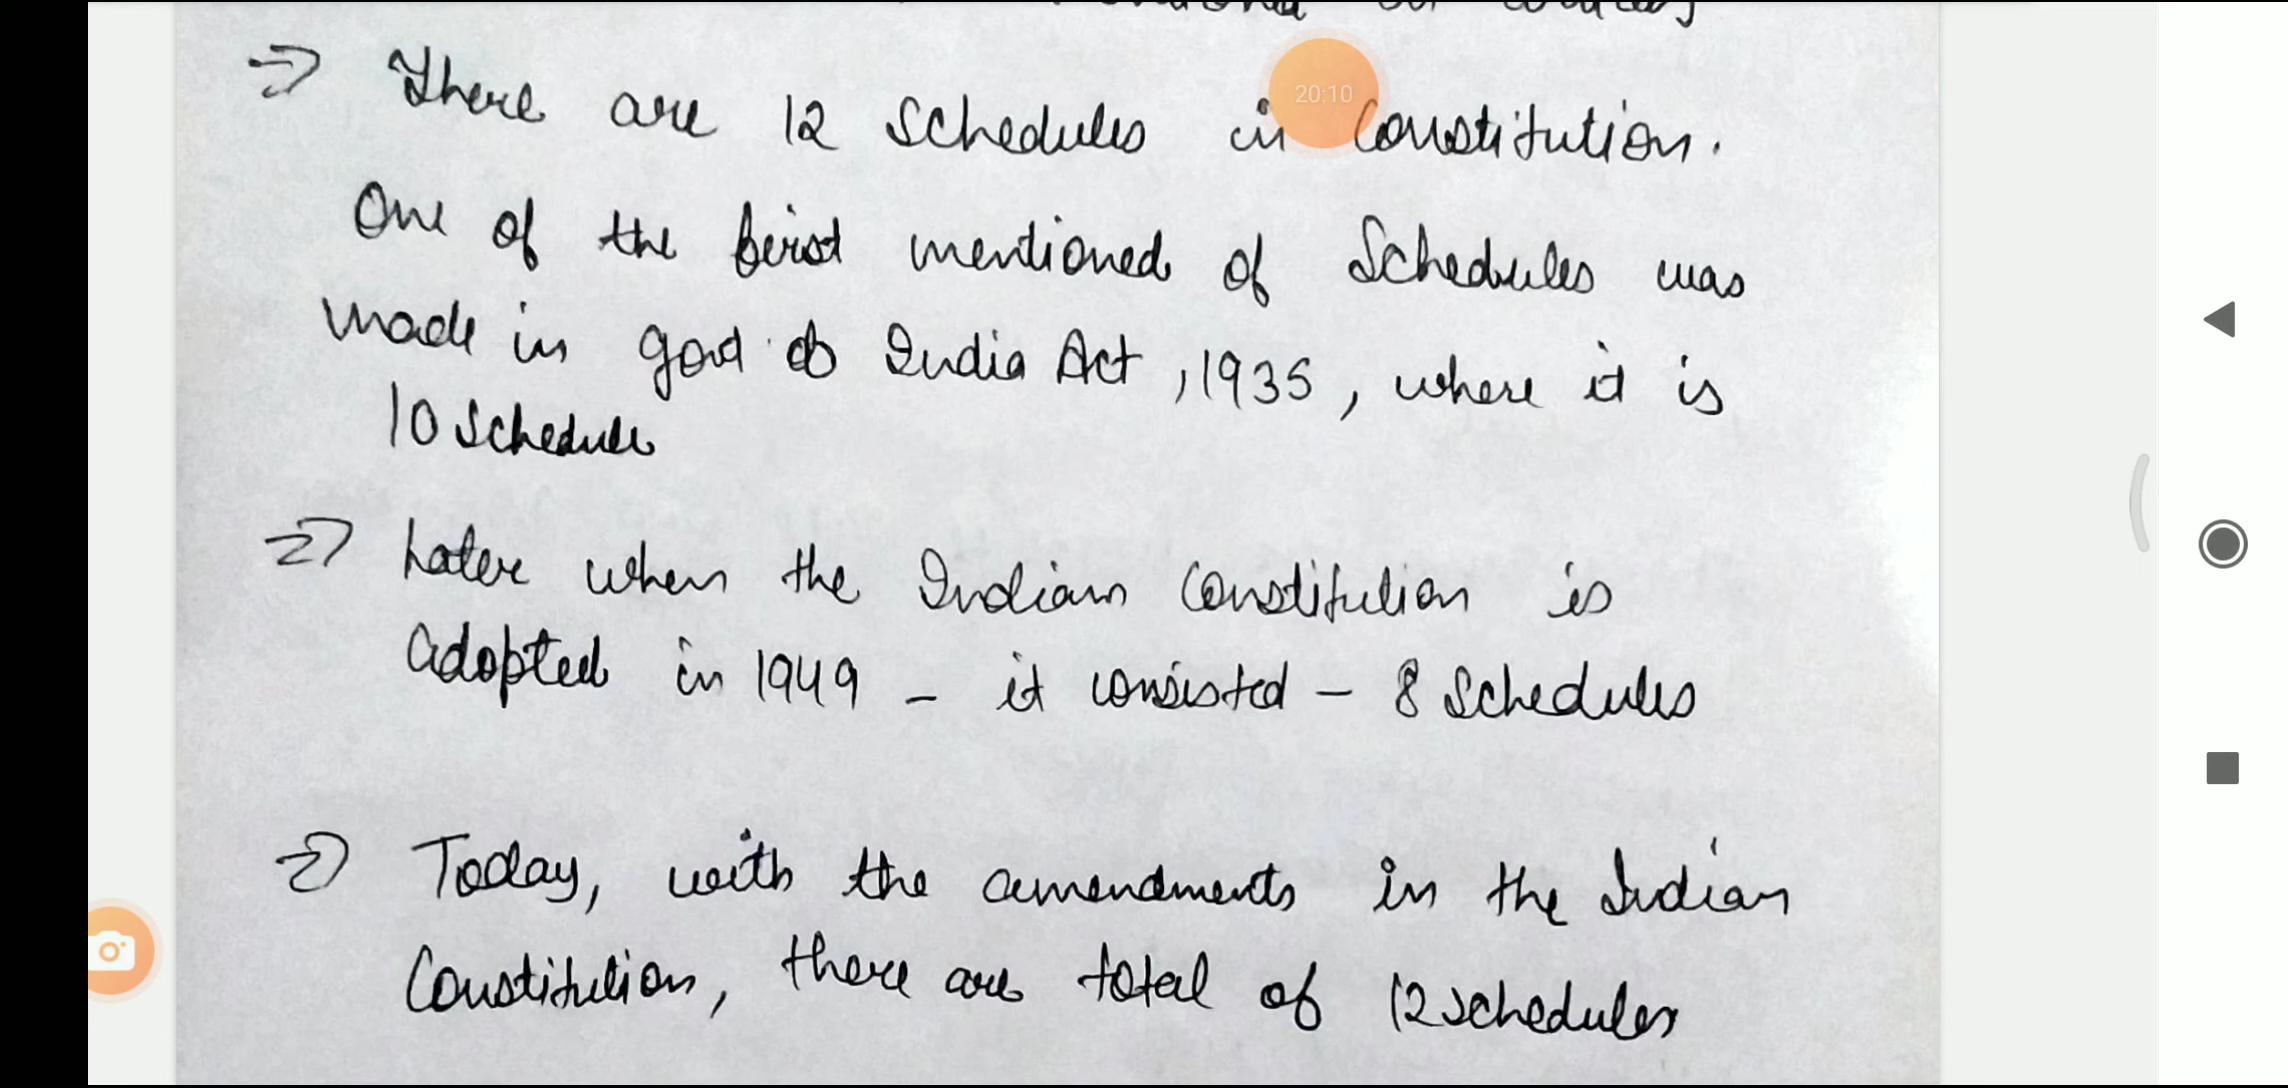 20:10
⇒ There are 12 Schedules in Constitution.
One of the first mentioned of Schedules was
made in govt of India Act, 1935, where it is
10 Schedule
⇒ Later when the Indian Constitution is
adopted in 1949 - it consisted - 8 Schedules
⇒ Today, with the amendments in the Indian
Constitution, there are total of 12 schedules